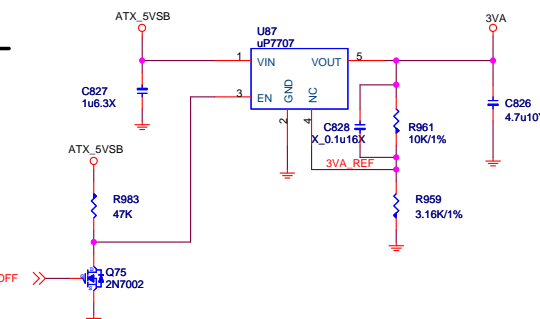 ATX_5VSB
3VA
U87
uP7707
1
VIN
VOUT
5
3
EN
GND
NC
2
4
C827
1u6.3X
C828
X_0.1u16X
R961
10K/1%
C826
4.7u10
3VA_REF
ATX_5VSB
R983
47K
R959
3.16K/1%
OFF
Q75
2N7002